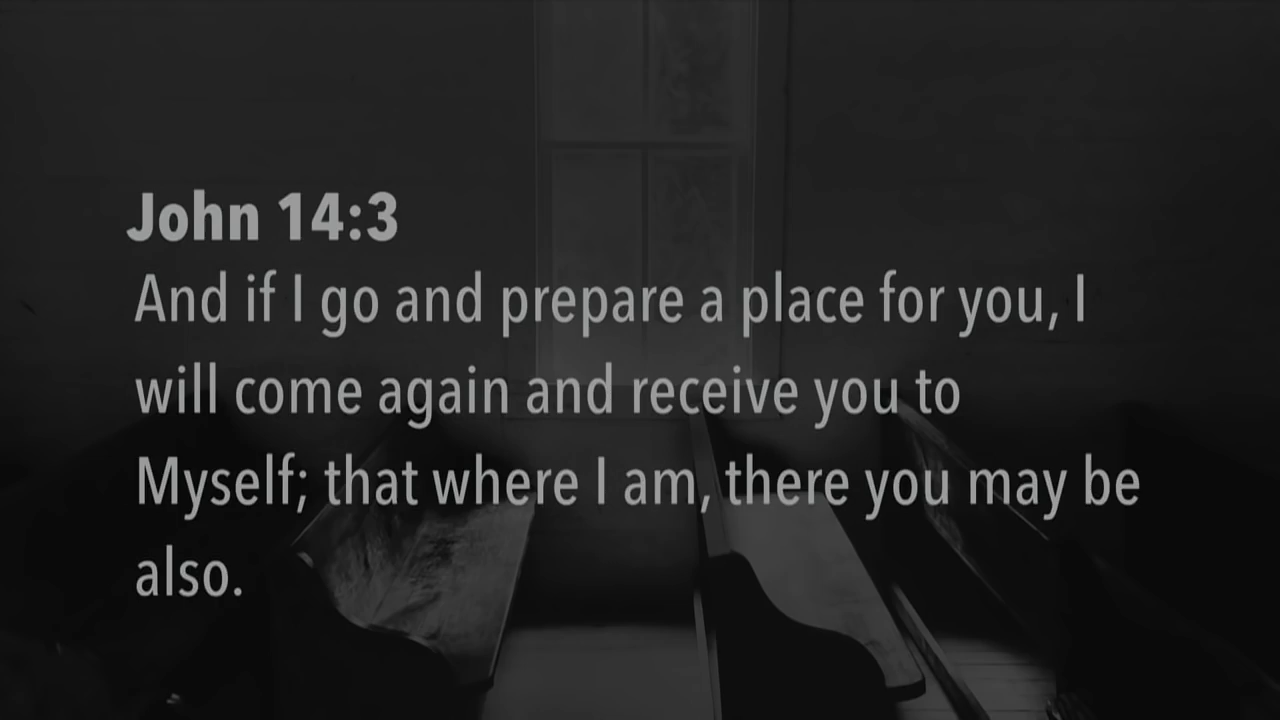 John 14:3
And if I go and prepare a place for you, I
will come again and receive you to
Myself; that where I am, there you may be
also.